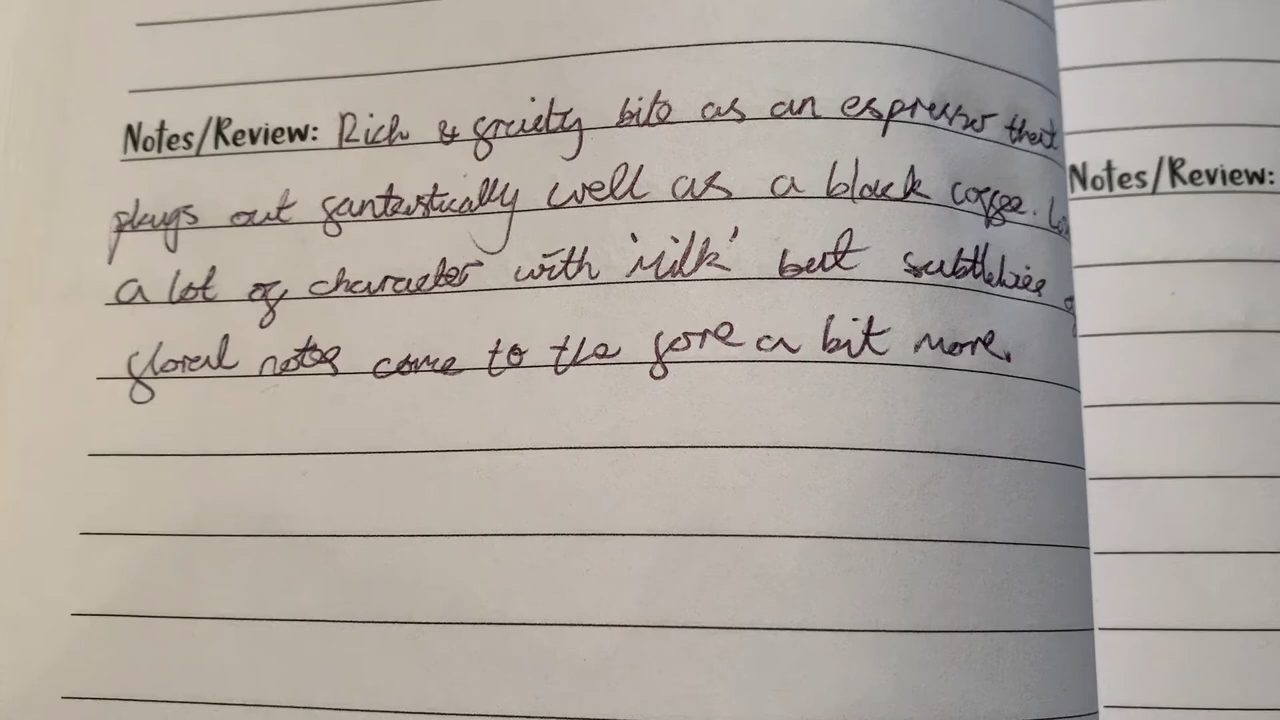 Notes/Review: Rich & fruity bite as an espresso that
plays out fantastically well as a black coffee.
a lot of character with 'milk' but subtleties
floral notes come to the fore a bit more.
Notes/Review: